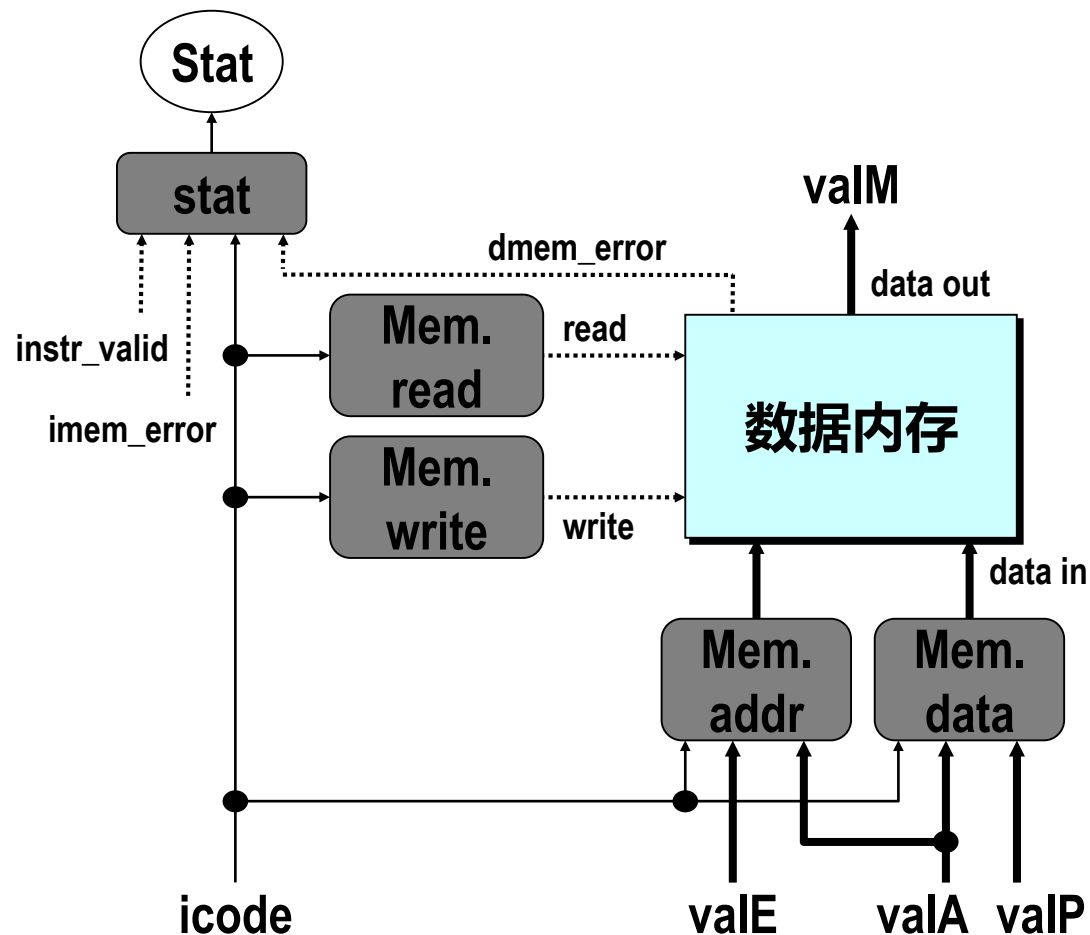 Stat
stat
valM
dmem_error
data out
instr_valid
Mem.
read
read
imem_error
数据内存
Mem.
write
write
data in
Mem.
addr
Mem.
data
icode
valE
valA
valP